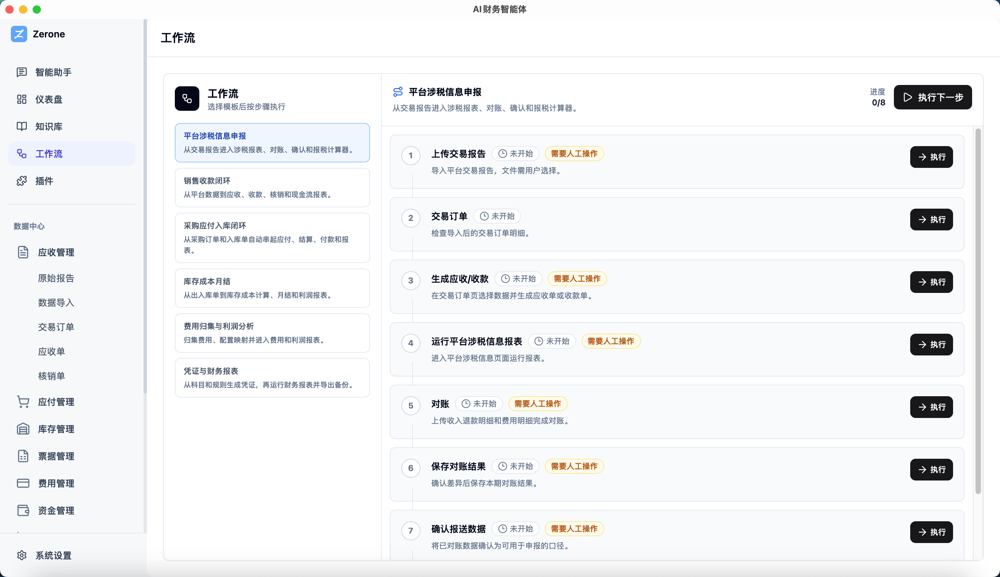 AI财务智能体
Zerone
智能助手
仪表盘
知识库
工作流
插件
数据中心
应收管理
原始报告
数据导入
交易订单
应收单
核销单
应付管理
库存管理
票据管理
费用管理
资金管理
系统设置
工作流
工作流
选择模板后按步骤执行
平台涉税信息申报
从交易报告进入涉税报表、对账、确认和报税计算器。
销售收款闭环
从平台数据到应收、收款、核销和现金流报表。
采购应付入库闭环
从采购订单和入库单自动串起应付、结算、付款和报
表。
库存成本月结
从出入库单到库存成本计算、月结和利润报表。
费用归集与利润分析
归集费用、配置映射并进入费用和利润报表。
凭证与财务报表
从科目和规则生成凭证，再运行财务报表并导出备份。
平台涉税信息申报
从交易报告进入涉税报表、对账、确认和报税计算器。
进度
0/8
执行下一步
1 上传交易报告 未开始 需要人工操作
导入平台交易报告，文件需用户选择。
执行
2 交易订单 未开始
检查导入后的交易订单明细。
执行
3 生成应收/收款 未开始 需要人工操作
在交易订单页选择数据并生成应收单或收款单。
执行
4 运行平台涉税信息报表 未开始 需要人工操作
进入平台涉税信息页面运行报表。
执行
5 对账 未开始 需要人工操作
上传收入退款明细和费用明细完成对账。
执行
6 保存对账结果 未开始 需要人工操作
确认差异后保存本期对账结果。
执行
7 确认报送数据 未开始 需要人工操作
将已对账数据确认为可用于申报的口径。
执行